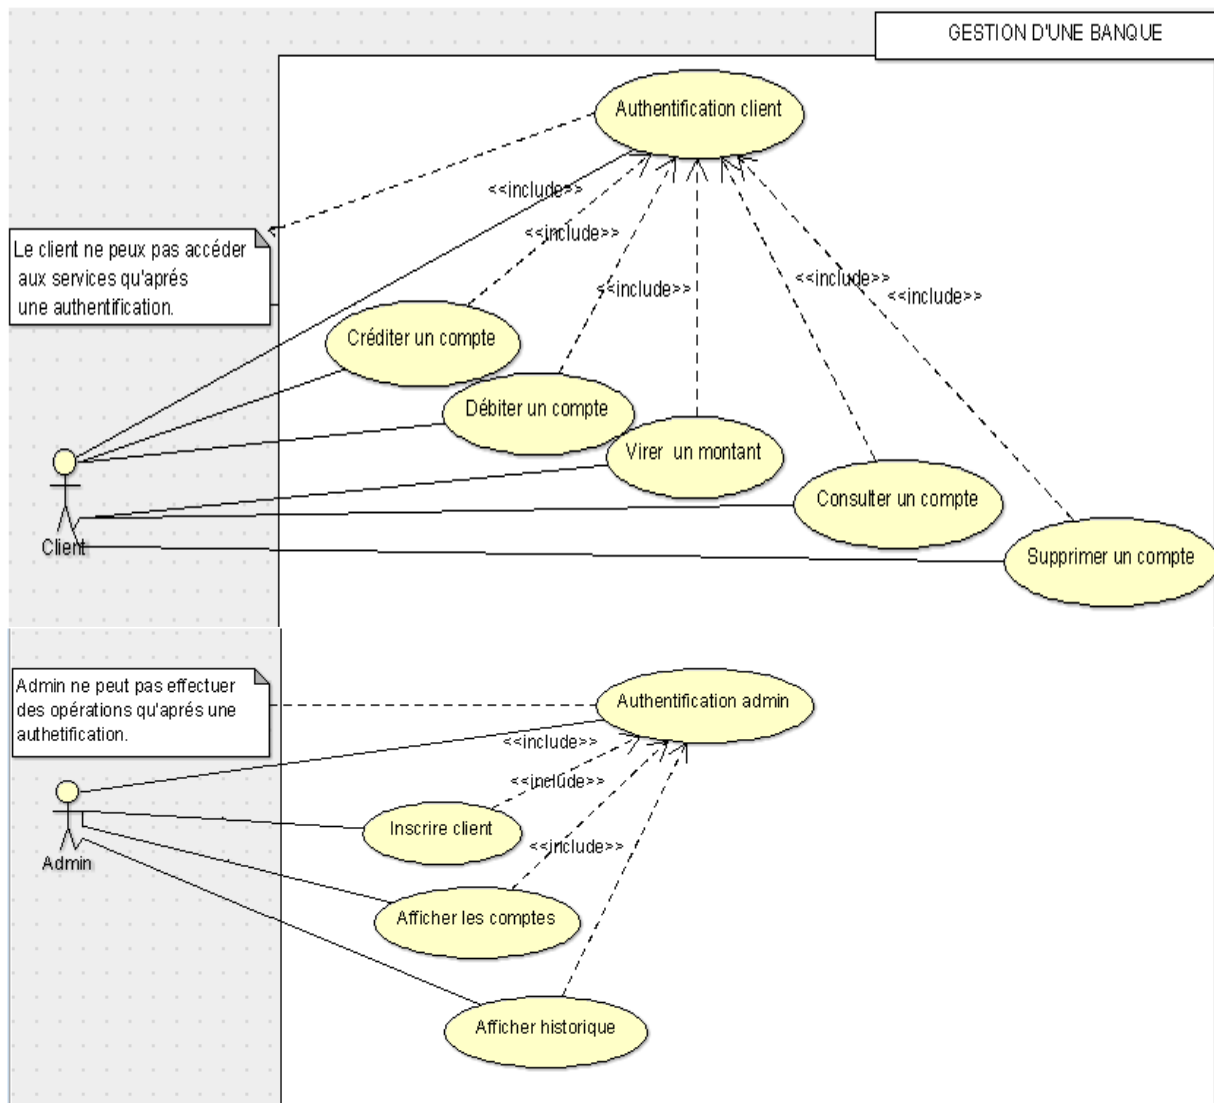 GESTION D'UNE BANQUE
Authentification client
<<include>>
<<include>>
<<include>>
<<include>>
<<include>>
Le client ne peux pas accéder
aux services qu'aprés
une authentification.
Créditer un compte
Débiter un compte
Virer un montant
Consulter un compte
Supprimer un compte
Client
Admin ne peut pas effectuer
des opérations qu'aprés une
authetification.
Authentification admin
<<include>>
<<include>>
<<include>>
Inscrire client
Admin
Afficher les comptes
Afficher historique